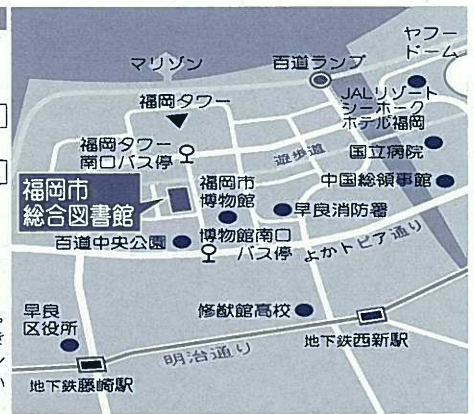 ヤフー
ドーム
マリゾン
百道ランプ
福岡タワー
JALリゾート
シーホーク
ホテル福岡
福岡タワー
南口バス停
遊歩道
国立病院
福岡市
総合図書館
福岡市
博物館
中国総領事館
早良消防署
百道中央公園
博物館南口
バス停
よかトピア通り
早良
区役所
修猷館高校
明治通り
地下鉄西新駅
地下鉄藤崎駅